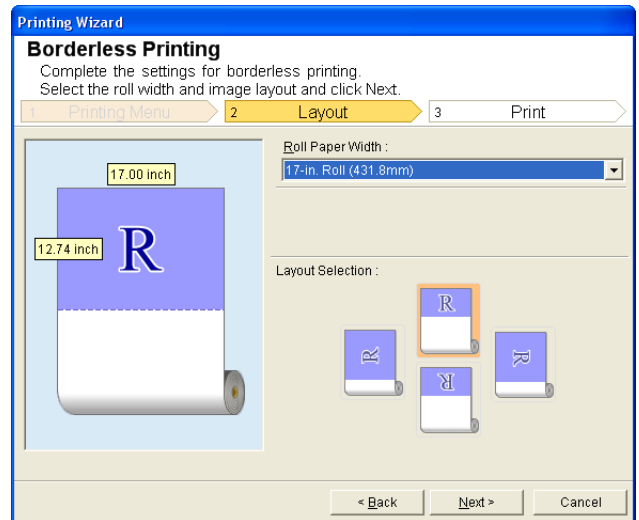 Printing Wizard
Borderless Printing
Complete the settings for borderless printing.
Select the roll width and image layout and click Next.
1 Printing Menu 2 Layout 3 Print
Roll Paper Width :
17-in. Roll (431.8mm)
17.00 inch
12.74 inch
R
Layout Selection :
R
R
R
R
< Back Next > Cancel